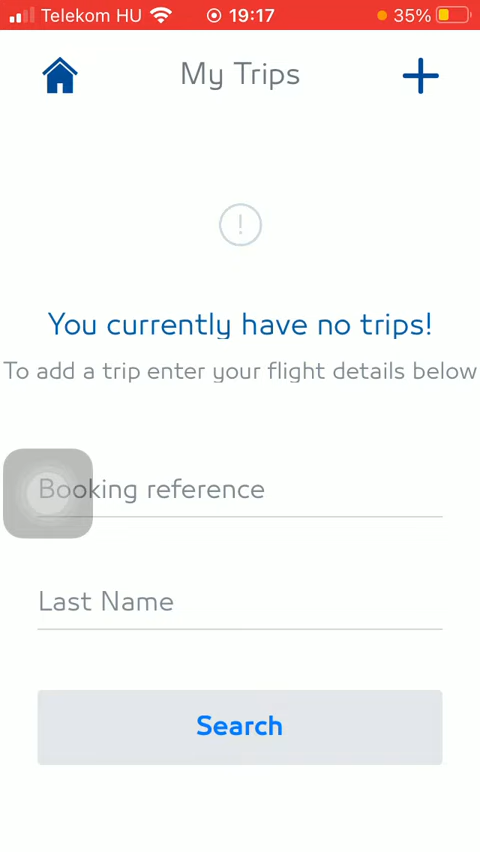 Telekom HU 19:17 35%
My Trips
You currently have no trips!
To add a trip enter your flight details below
Booking reference
Last Name
Search